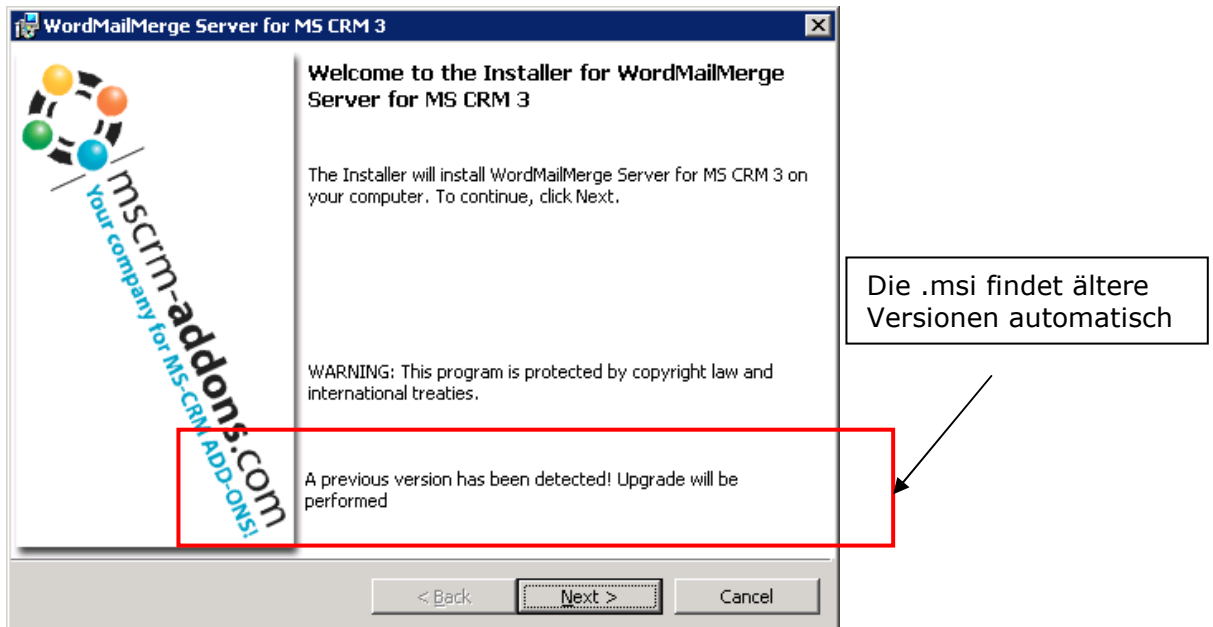 WordMailMerge Server for MS CRM 3
Welcome to the Installer for WordMailMerge
Server for MS CRM 3
The Installer will install WordMailMerge Server for MS CRM 3 on
your computer. To continue, click Next.
mscrm-addons.com
Your company for MS-CRM ADD-ONS!
WARNING: This program is protected by copyright law and
international treaties.
A previous version has been detected! Upgrade will be
performed
< Back
Next >
Cancel
Die .msi findet ältere
Versionen automatisch